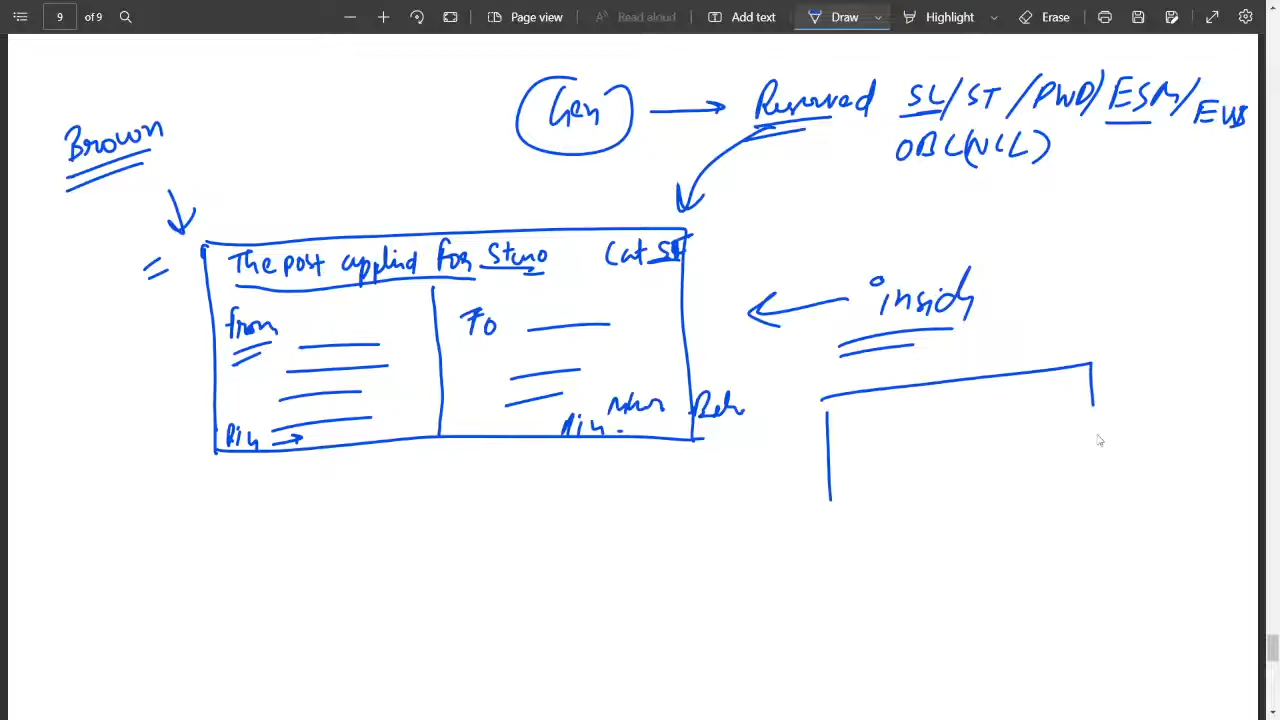 9 of 9 Page view Read aloud Add text Draw Highlight Erase
Gen Reserved SC/ST/PWD/ESM/EWS
OBC(NCL)
Brown
The post applied for Steno Cat ST
From To
inside
Pin Pin